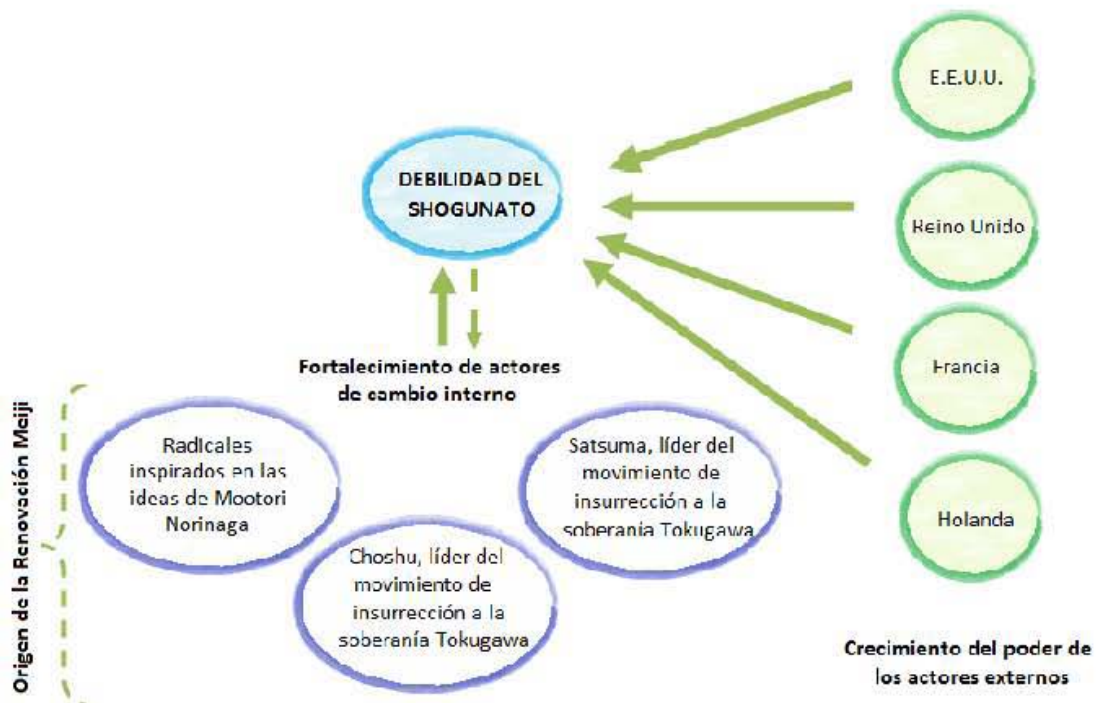 E.E.U.U.
DEBILIDAD DEL
SHOGUNATO
Reino Unido
Francia
Fortalecimiento de actores
de cambio interno
Origen de la Renovación Meiji
Radicales
inspirados en las
ideas de Mootori
Norinaga
Satsuma, líder del
movimiento de
insurrección a la
soberanía Tokugawa
Choshu, líder del
movimiento de
insurrección a la
soberanía Tokugawa
Holanda
Crecimiento del poder de
los actores externos